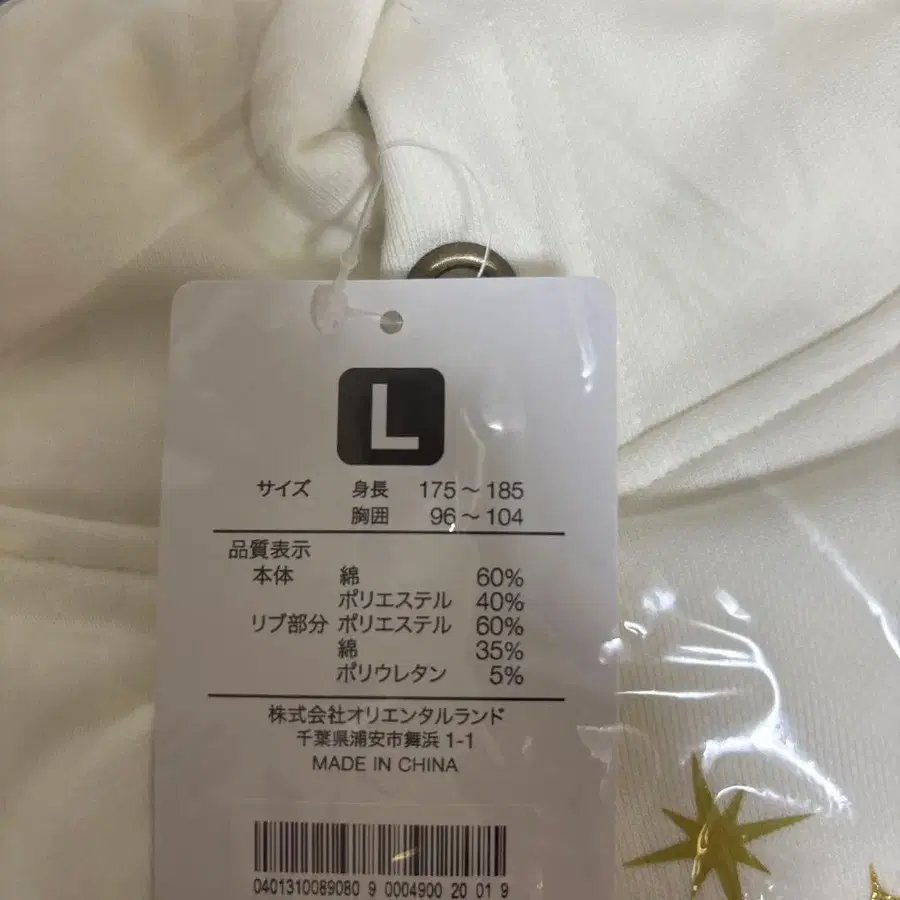 L
サイズ 身長 175～185
胸囲 96～104
品質表示
本体 綿 60%
ポリエステル 40%
リブ部分 ポリエステル 60%
綿 35%
ポリウレタン 5%
株式会社オリエンタルランド
千葉県浦安市舞浜1-1
MADE IN CHINA
0401310089080 9 0004900 20 01 9